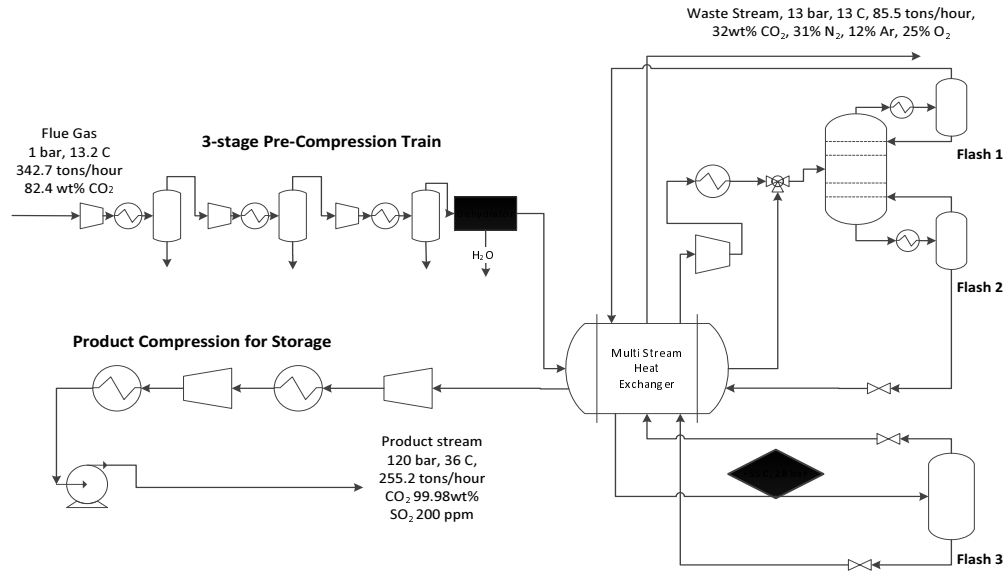 Waste Stream, 13 bar, 13 C, 85.5 tons/hour,
32wt% CO₂, 31% N₂, 12% Ar, 25% O₂
Flue Gas
1 bar, 13.2 C
342.7 tons/hour
82.4 wt% CO₂
3-stage Pre-Compression Train
Flash 1
H₂O
Flash 2
Product Compression for Storage
Multi Stream
Heat
Exchanger
Product stream
120 bar, 36 C,
255.2 tons/hour
CO₂ 99.98wt%
SO₂ 200 ppm
Flash 3